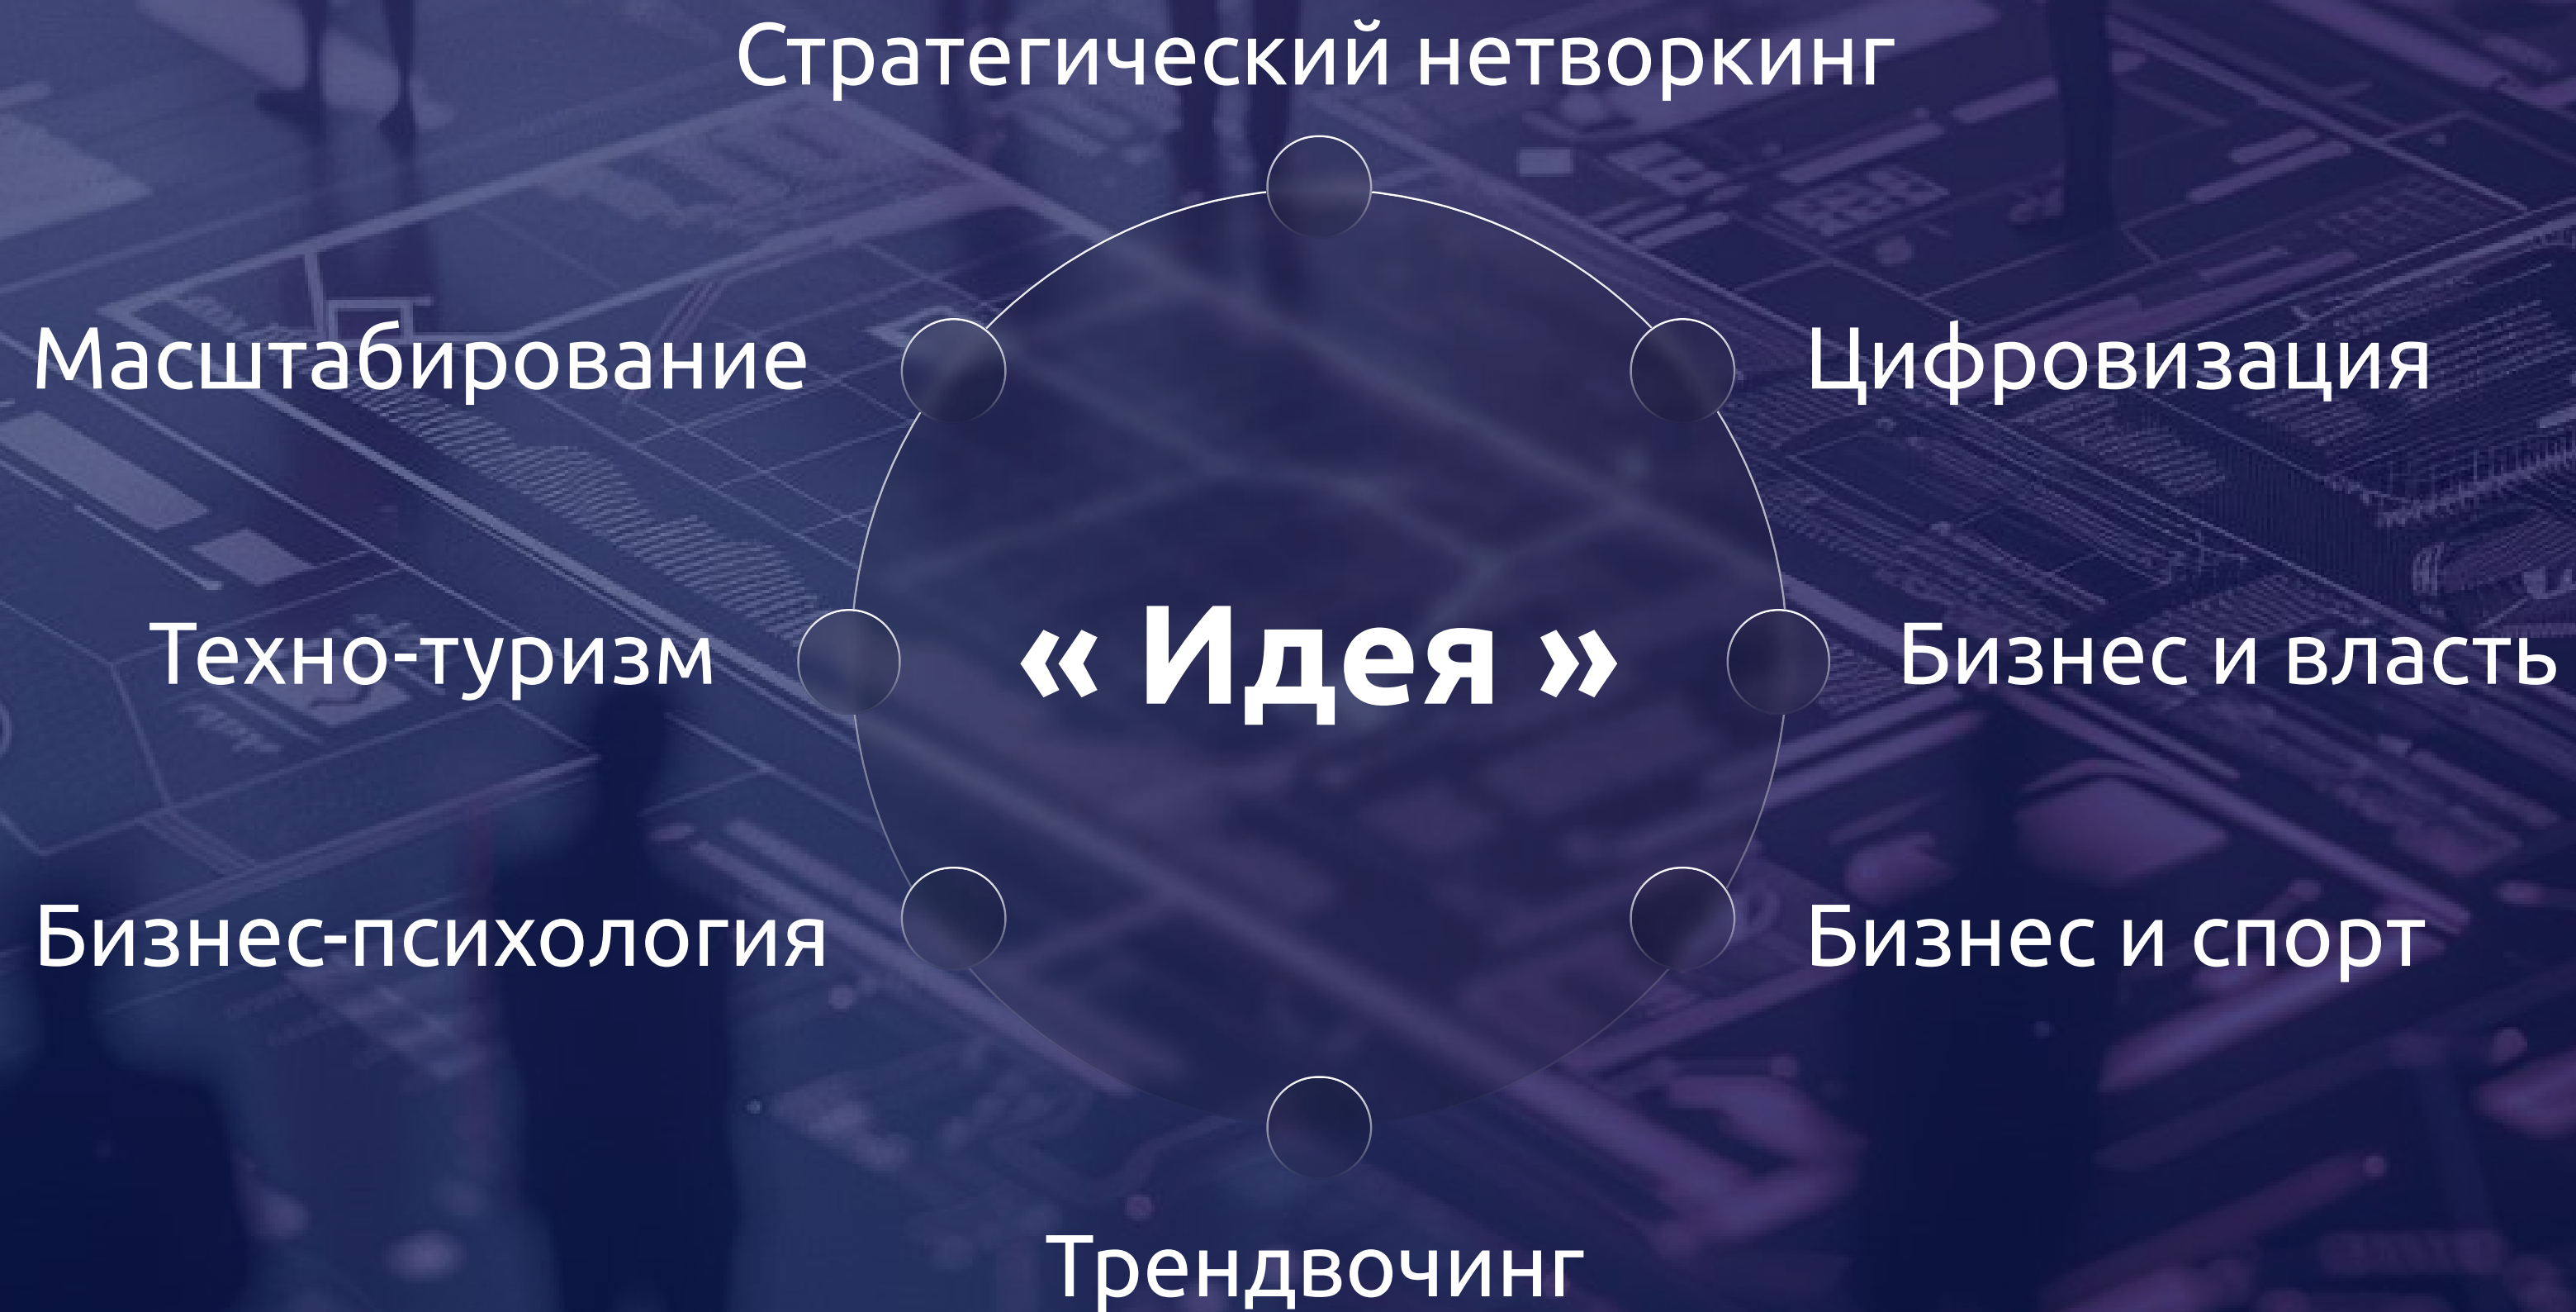 Стратегический нетворкинг
Масштабирование
Цифровизация
Техно-туризм
« Идея »
Бизнес и власть
Бизнес-психология
Бизнес и спорт
Трендвочинг